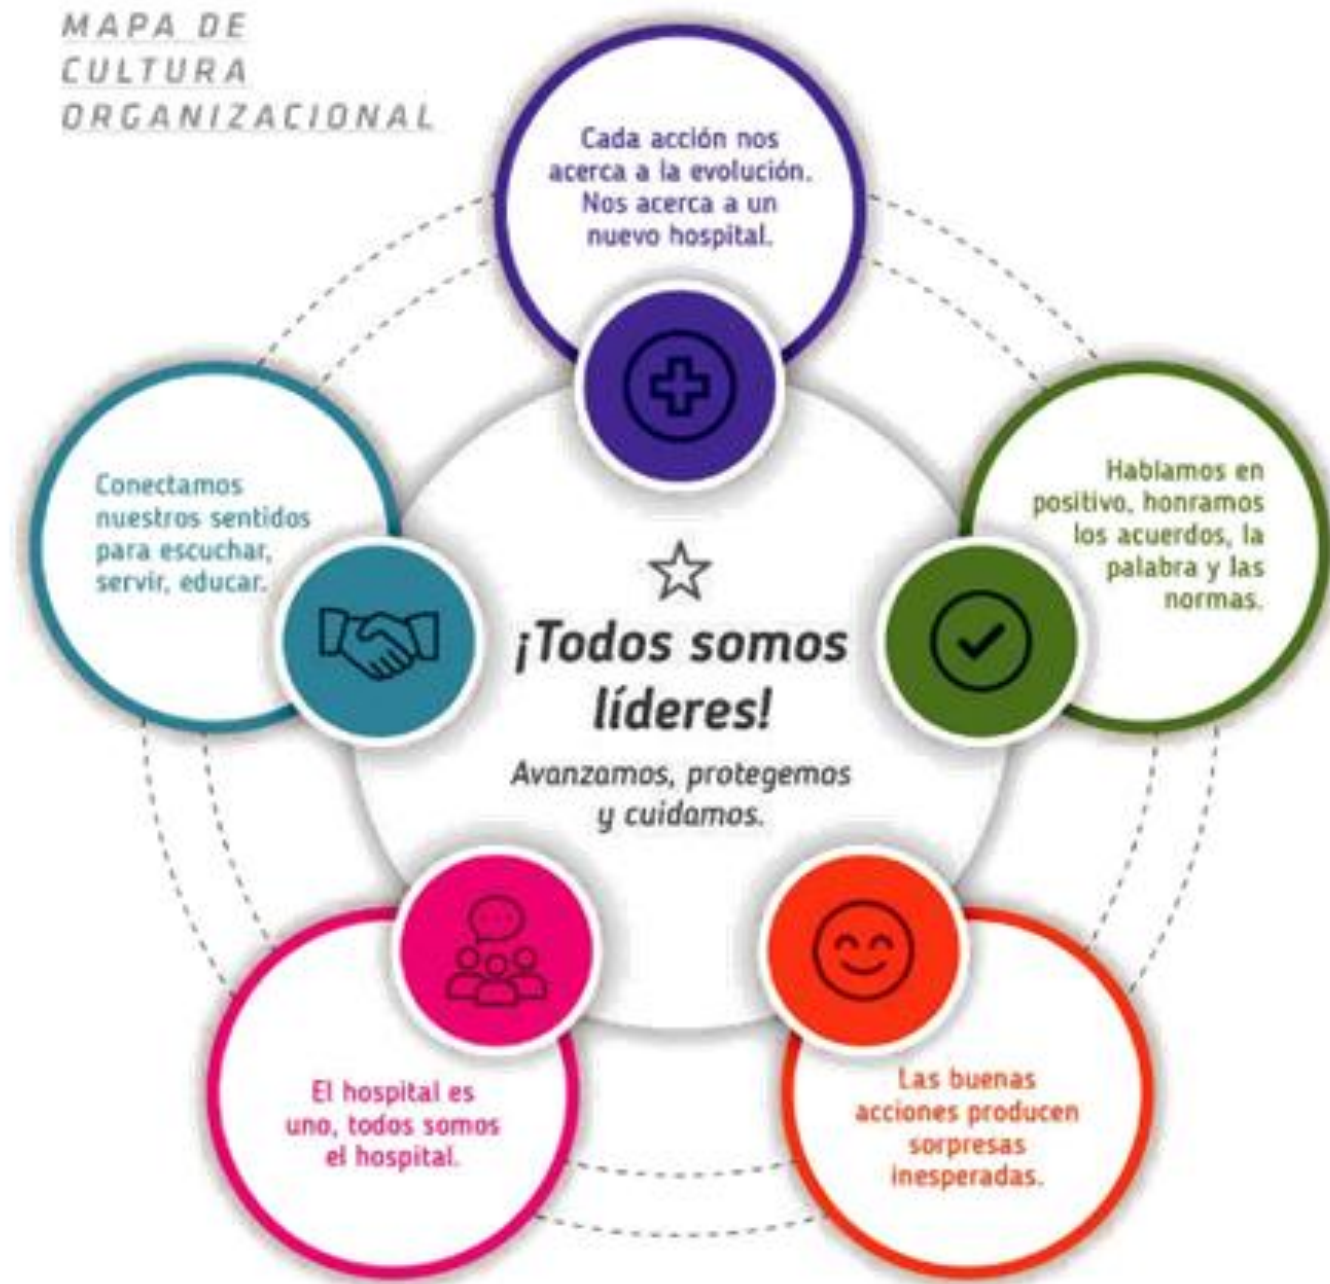 MAPA DE
CULTURA
ORGANIZACIONAL
Cada acción nos
acerca a la evolución.
Nos acerca a un
nuevo hospital.
Conectamos
nuestros sentidos
para escuchar,
servir, educar.
Hablamos en
positivo, honramos
los acuerdos, la
palabra y las
normas.
¡Todos somos
líderes!
Avanzamos, protegemos
y cuidamos.
El hospital es
uno, todos somos
el hospital.
Las buenas
acciones producen
sorpresas
inesperadas.